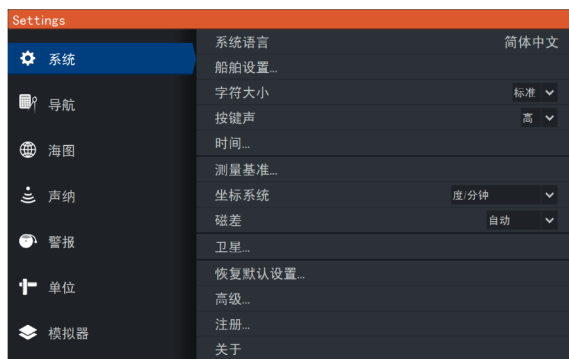 Settings
系统
导航
海图
声纳
警报
单位
模拟器
系统语言 简体中文
船舶设置...
字符大小 标准
按键声 高
时间...
测量基准...
坐标系统 度/分钟
磁差 自动
卫星...
恢复默认设置...
高级...
注册...
关于